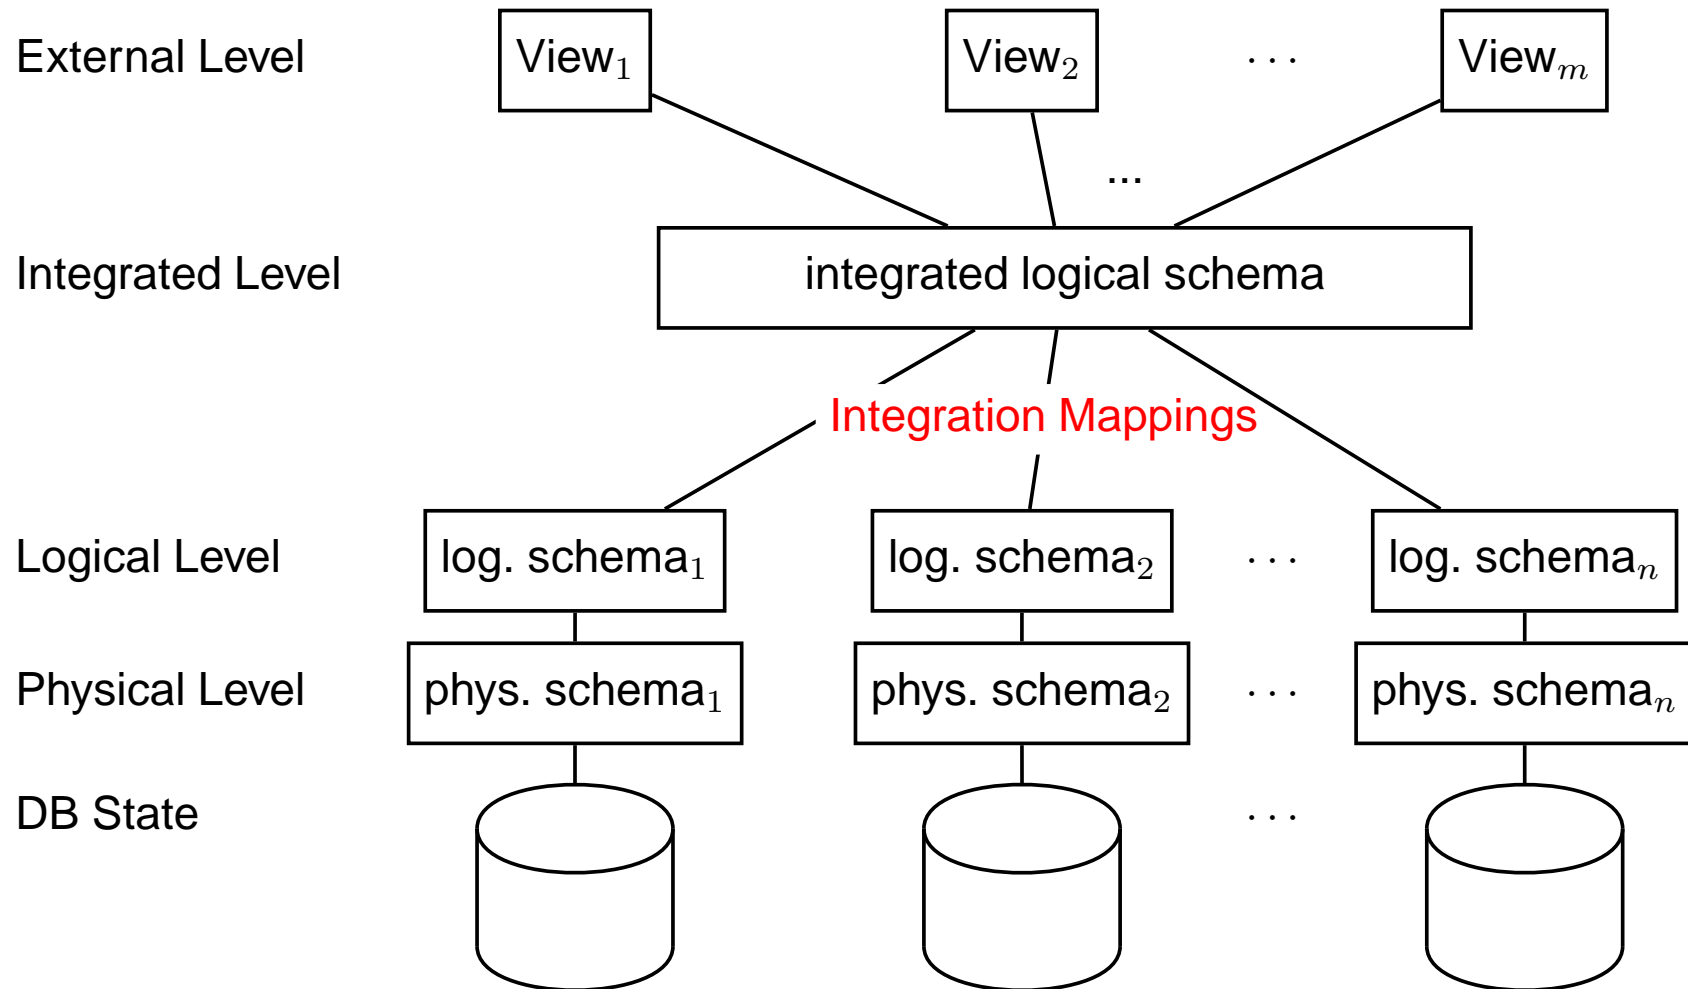 External Level View₁ View₂ · · · Viewₘ
...
Integrated Level integrated logical schema
Integration Mappings
Logical Level log. schema₁ log. schema₂ · · · log. schemaₙ
Physical Level phys. schema₁ phys. schema₂ · · · phys. schemaₙ
DB State · · ·